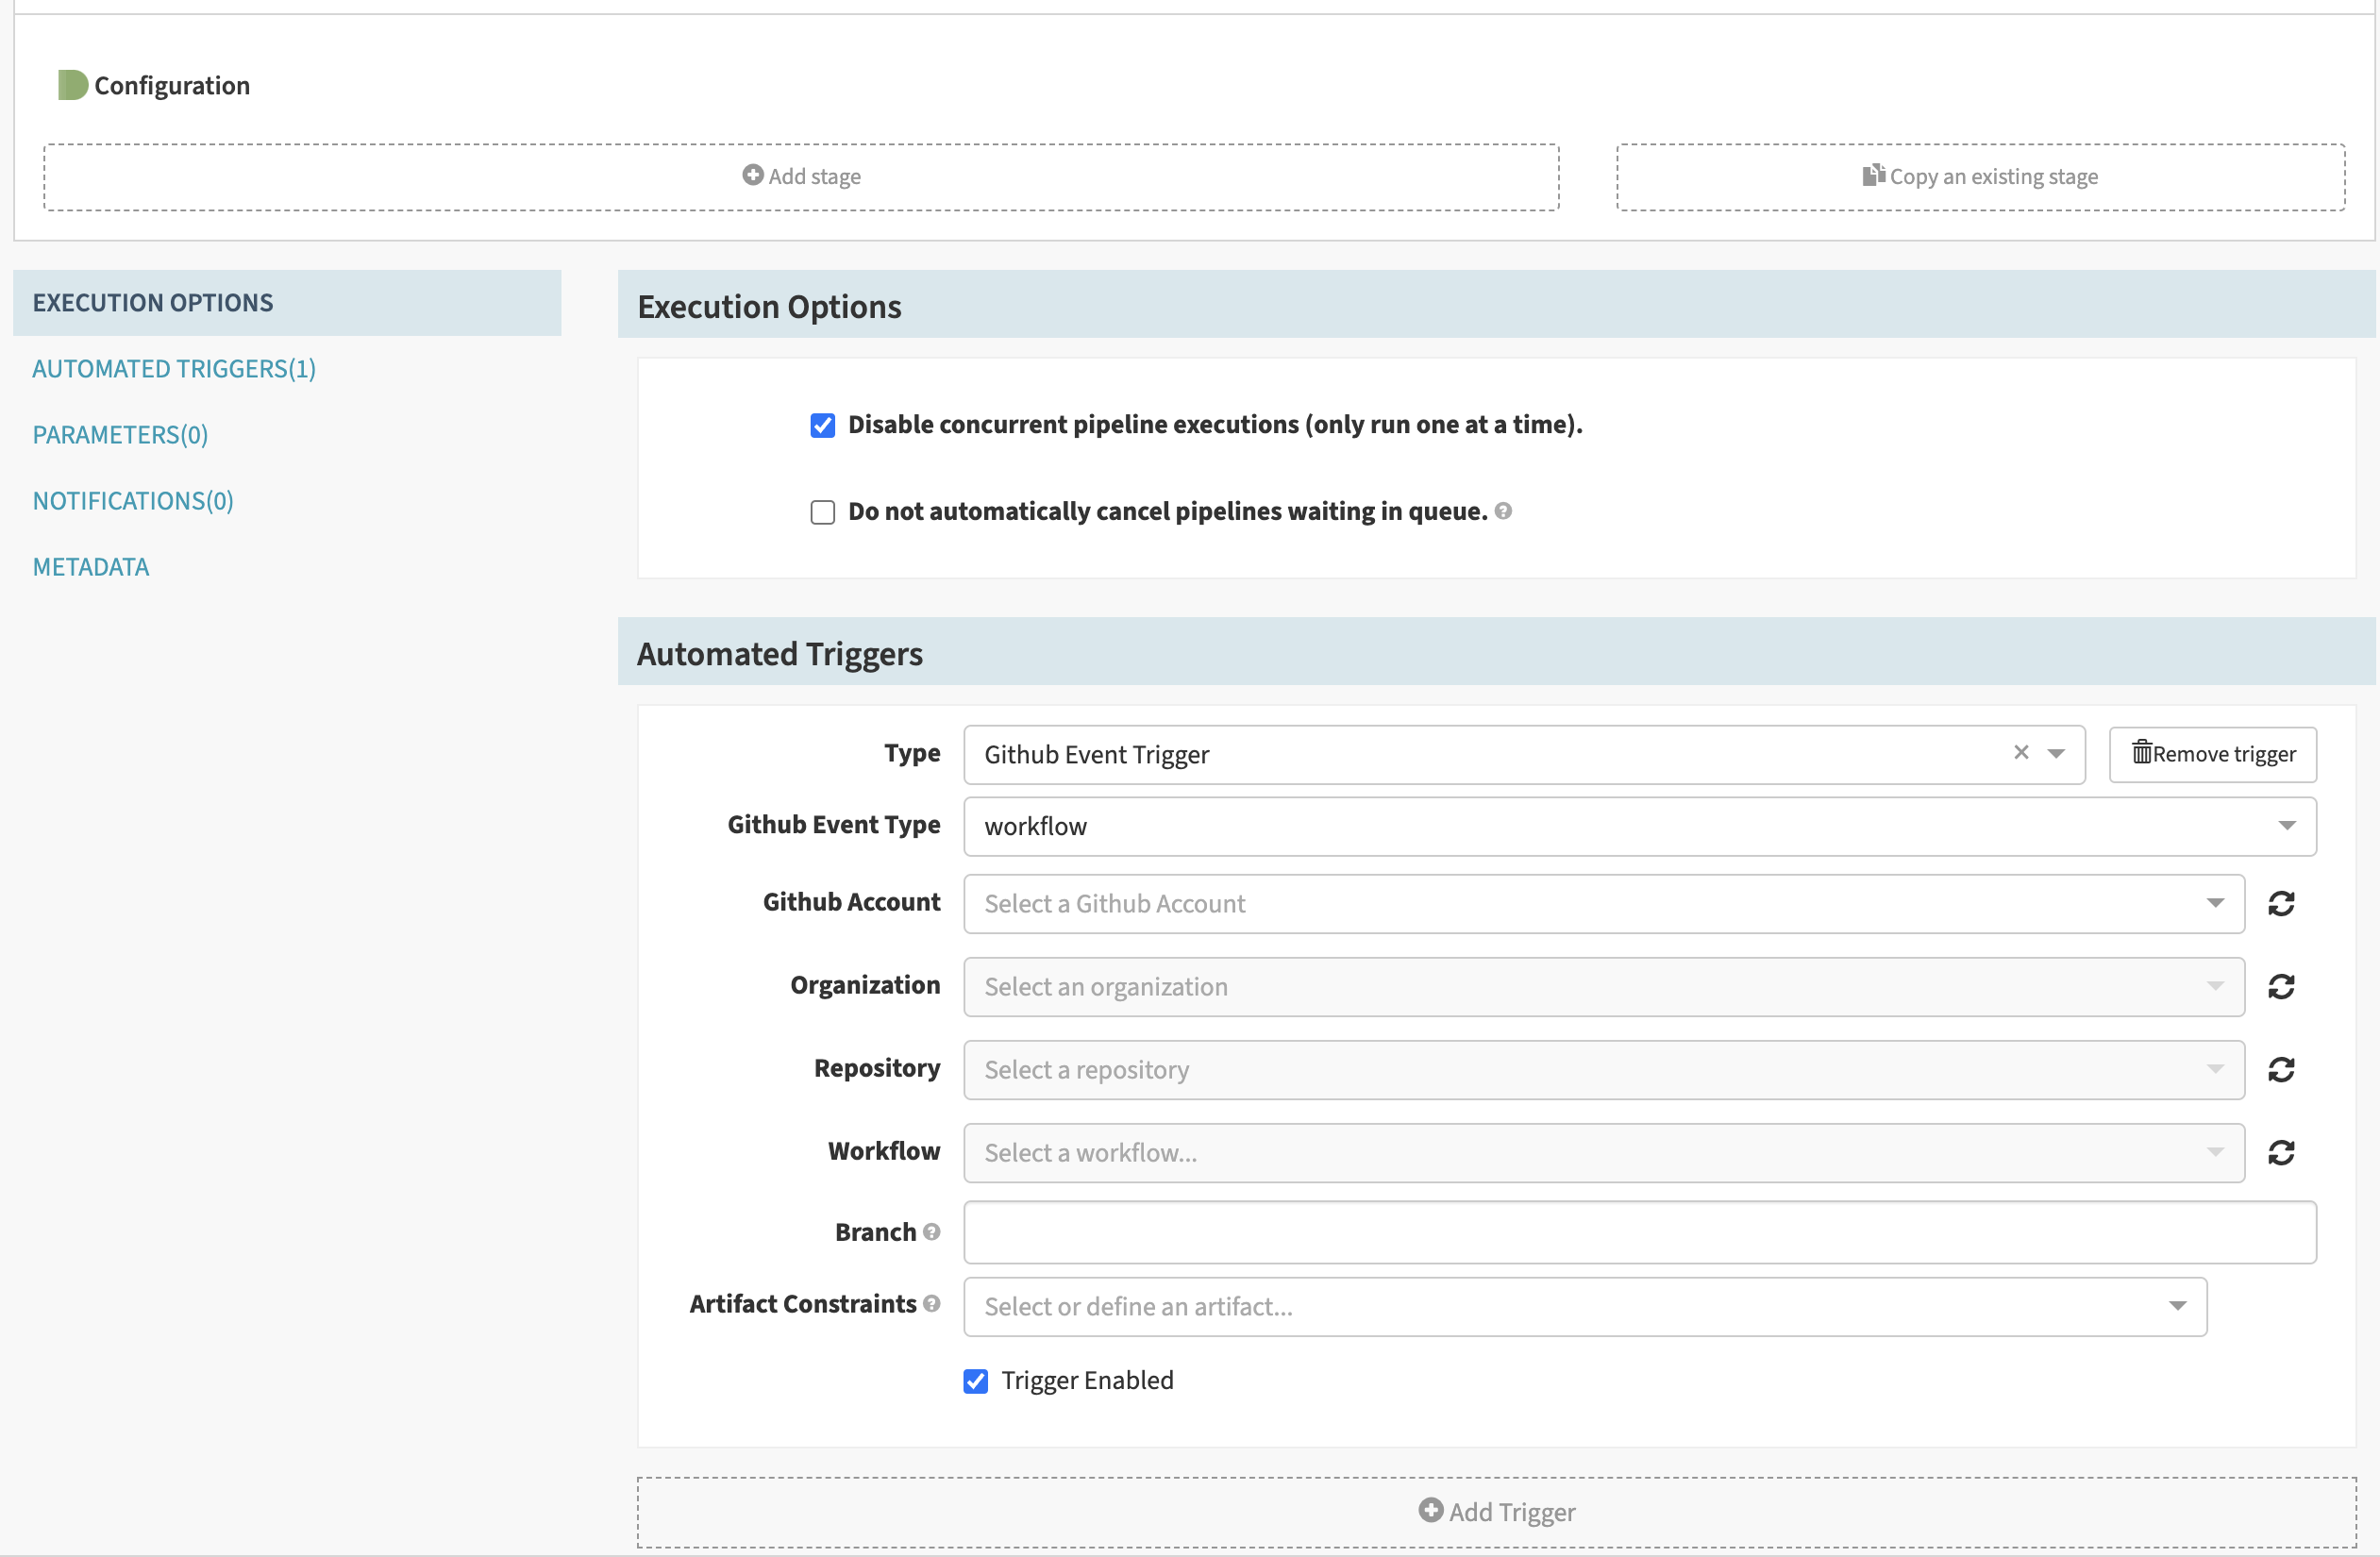 Configuration
Add stage
Copy an existing stage
EXECUTION OPTIONS
AUTOMATED TRIGGERS(1)
PARAMETERS(0)
NOTIFICATIONS(0)
METADATA
Execution Options
Disable concurrent pipeline executions (only run one at a time).
Do not automatically cancel pipelines waiting in queue. ?
Automated Triggers
Type Github Event Trigger × Remove trigger
Github Event Type workflow
Github Account Select a Github Account
Organization Select an organization
Repository Select a repository
Workflow Select a workflow...
Branch ?
Artifact Constraints ? Select or define an artifact...
Trigger Enabled
Add Trigger